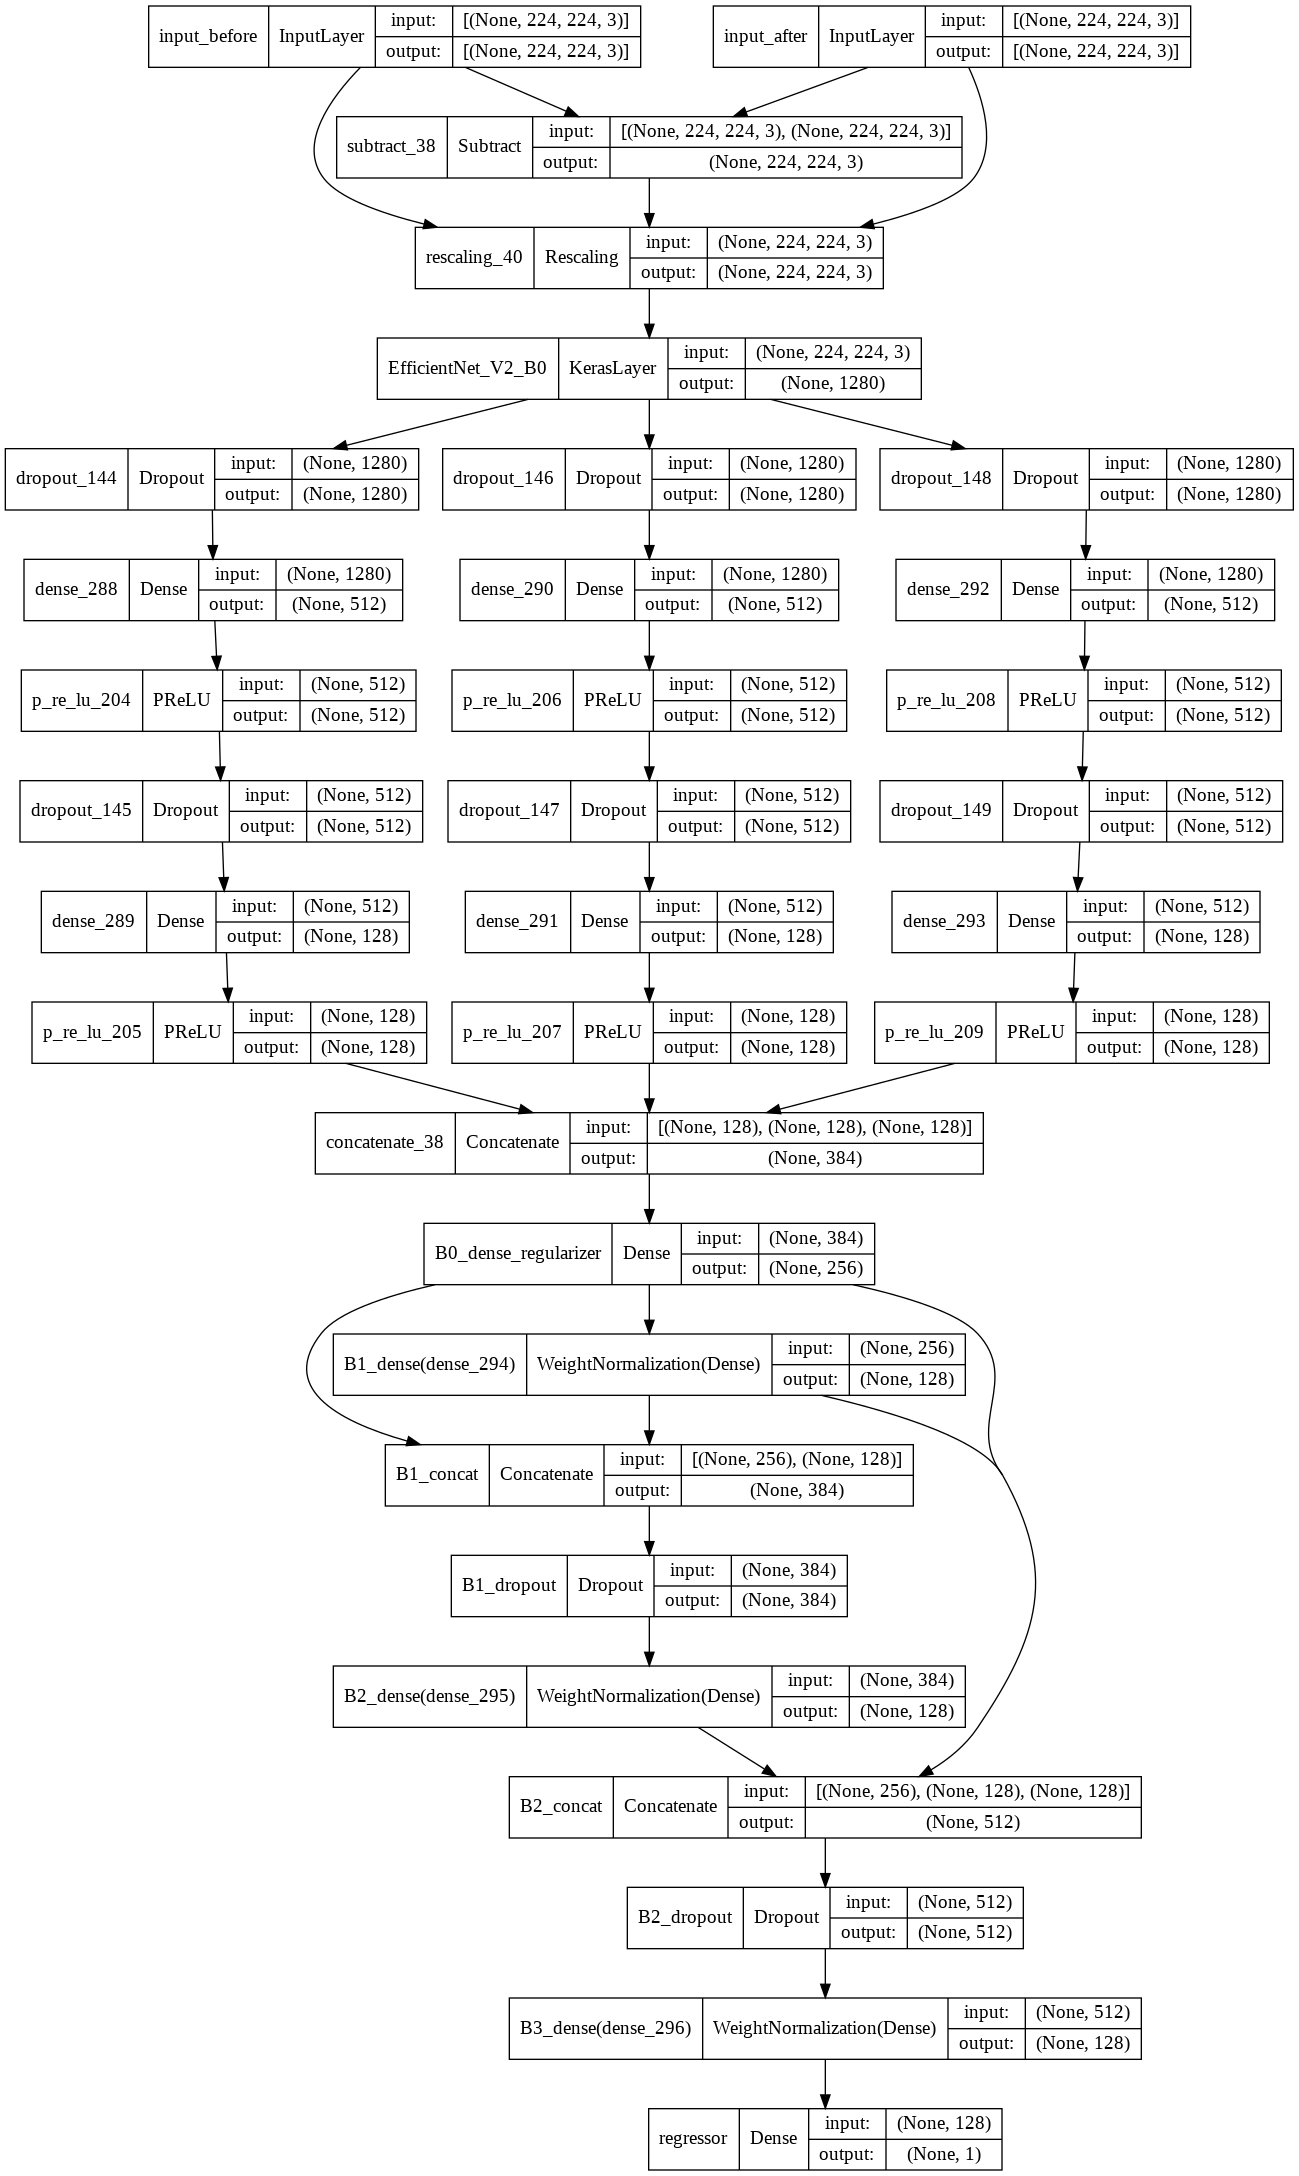 input_before InputLayer input: [(None, 224, 224, 3)]
output: [(None, 224, 224, 3)]
input_after InputLayer input: [(None, 224, 224, 3)]
output: [(None, 224, 224, 3)]
subtract_38 Subtract input: [(None, 224, 224, 3), (None, 224, 224, 3)]
output: (None, 224, 224, 3)
rescaling_40 Rescaling input: (None, 224, 224, 3)
output: (None, 224, 224, 3)
EfficientNet_V2_B0 KerasLayer input: (None, 224, 224, 3)
output: (None, 1280)
dropout_144 Dropout input: (None, 1280)
output: (None, 1280)
dropout_146 Dropout input: (None, 1280)
output: (None, 1280)
dropout_148 Dropout input: (None, 1280)
output: (None, 1280)
dense_288 Dense input: (None, 1280)
output: (None, 512)
dense_290 Dense input: (None, 1280)
output: (None, 512)
dense_292 Dense input: (None, 1280)
output: (None, 512)
p_re_lu_204 PReLU input: (None, 512)
output: (None, 512)
p_re_lu_206 PReLU input: (None, 512)
output: (None, 512)
p_re_lu_208 PReLU input: (None, 512)
output: (None, 512)
dropout_145 Dropout input: (None, 512)
output: (None, 512)
dropout_147 Dropout input: (None, 512)
output: (None, 512)
dropout_149 Dropout input: (None, 512)
output: (None, 512)
dense_289 Dense input: (None, 512)
output: (None, 128)
dense_291 Dense input: (None, 512)
output: (None, 128)
dense_293 Dense input: (None, 512)
output: (None, 128)
p_re_lu_205 PReLU input: (None, 128)
output: (None, 128)
p_re_lu_207 PReLU input: (None, 128)
output: (None, 128)
p_re_lu_209 PReLU input: (None, 128)
output: (None, 128)
concatenate_38 Concatenate input: [(None, 128), (None, 128), (None, 128)]
output: (None, 384)
B0_dense_regularizer Dense input: (None, 384)
output: (None, 256)
B1_dense(dense_294) WeightNormalization(Dense) input: (None, 256)
output: (None, 128)
B1_concat Concatenate input: [(None, 256), (None, 128)]
output: (None, 384)
B1_dropout Dropout input: (None, 384)
output: (None, 384)
B2_dense(dense_295) WeightNormalization(Dense) input: (None, 384)
output: (None, 128)
B2_concat Concatenate input: [(None, 256), (None, 128), (None, 128)]
output: (None, 512)
B2_dropout Dropout input: (None, 512)
output: (None, 512)
B3_dense(dense_296) WeightNormalization(Dense) input: (None, 512)
output: (None, 128)
regressor Dense input: (None, 128)
output: (None, 1)